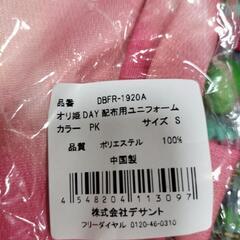 品番 DBFR-1920A
オリ姫DAY配布用ユニフォーム
カラー PK サイズ S
品質 ポリエステル 100%
中国製
4 548204 113097
株式会社デサント
フリーダイヤル 0120-46-0310